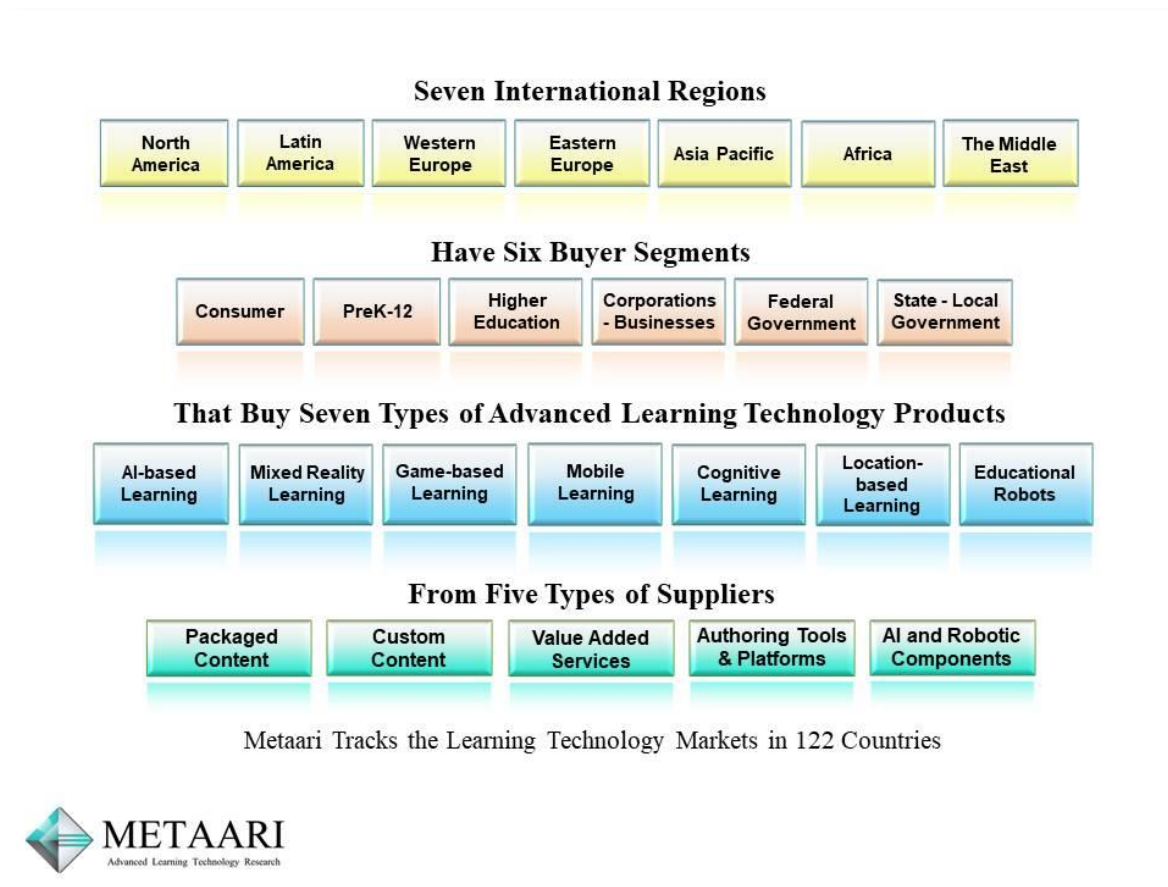 Seven International Regions
North
America
Latin
America
Western
Europe
Eastern
Europe
Asia Pacific
Africa
The Middle
East
Have Six Buyer Segments
Consumer
PreK-12
Higher
Education
Corporations
- Businesses
Federal
Government
State - Local
Government
That Buy Seven Types of Advanced Learning Technology Products
AI-based
Learning
Mixed Reality
Learning
Game-based
Learning
Mobile
Learning
Cognitive
Learning
Location-
based
Learning
Educational
Robots
From Five Types of Suppliers
Packaged
Content
Custom
Content
Value Added
Services
Authoring Tools
& Platforms
AI and Robotic
Components
Metaari Tracks the Learning Technology Markets in 122 Countries
METAARI
Advanced Learning Technology Research